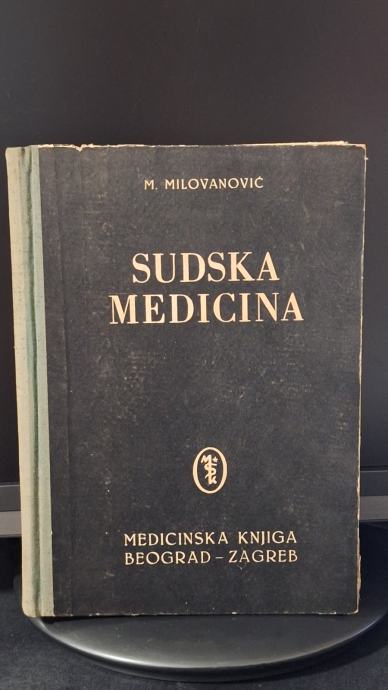 M. MILOVANOVIĆ
SUDSKA
MEDICINA
MEDICINSKA KNJIGA
BEOGRAD – ZAGREB